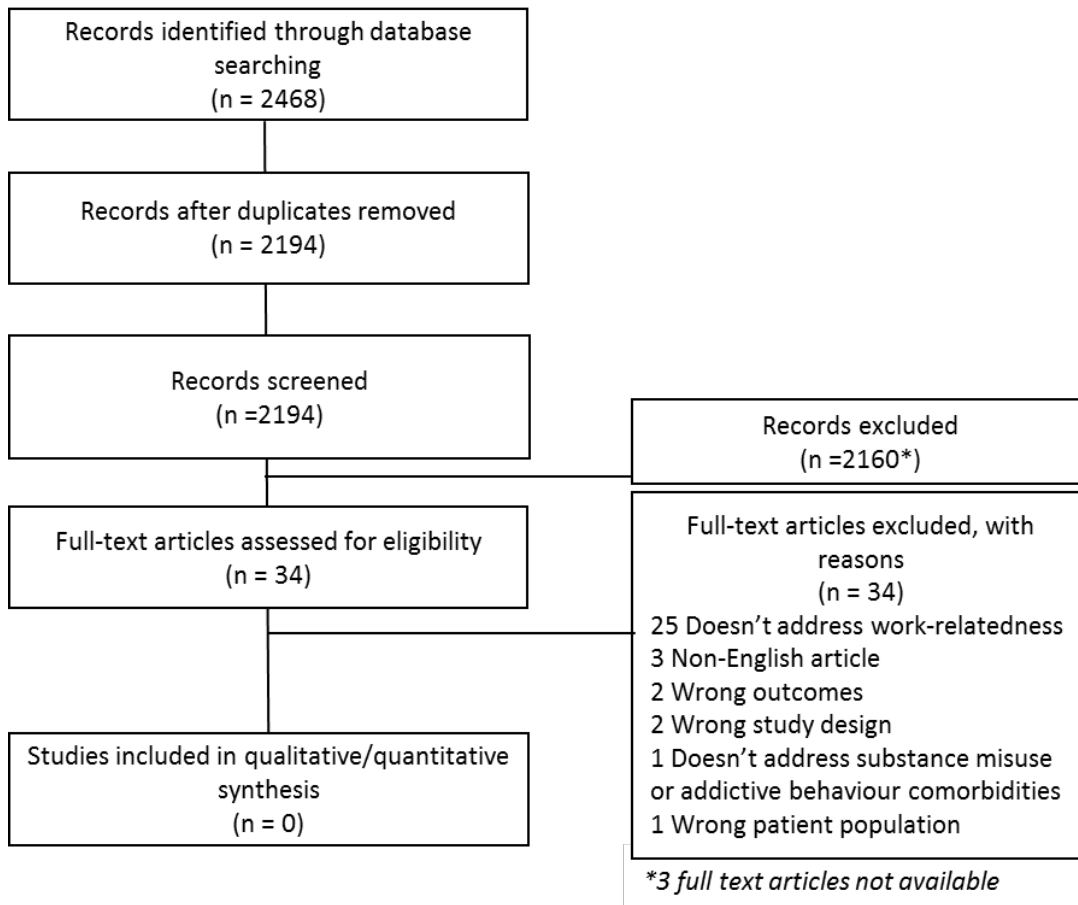 Records identified through database
searching
(n = 2468)
Records after duplicates removed
(n = 2194)
Records screened
(n =2194)
Records excluded
(n =2160*)
Full-text articles assessed for eligibility
(n = 34)
Full-text articles excluded, with
reasons
(n = 34)
25 Doesn’t address work-relatedness
3 Non-English article
2 Wrong outcomes
2 Wrong study design
1 Doesn’t address substance misuse
or addictive behaviour comorbidities
1 Wrong patient population
Studies included in qualitative/quantitative
synthesis
(n = 0)
*3 full text articles not available